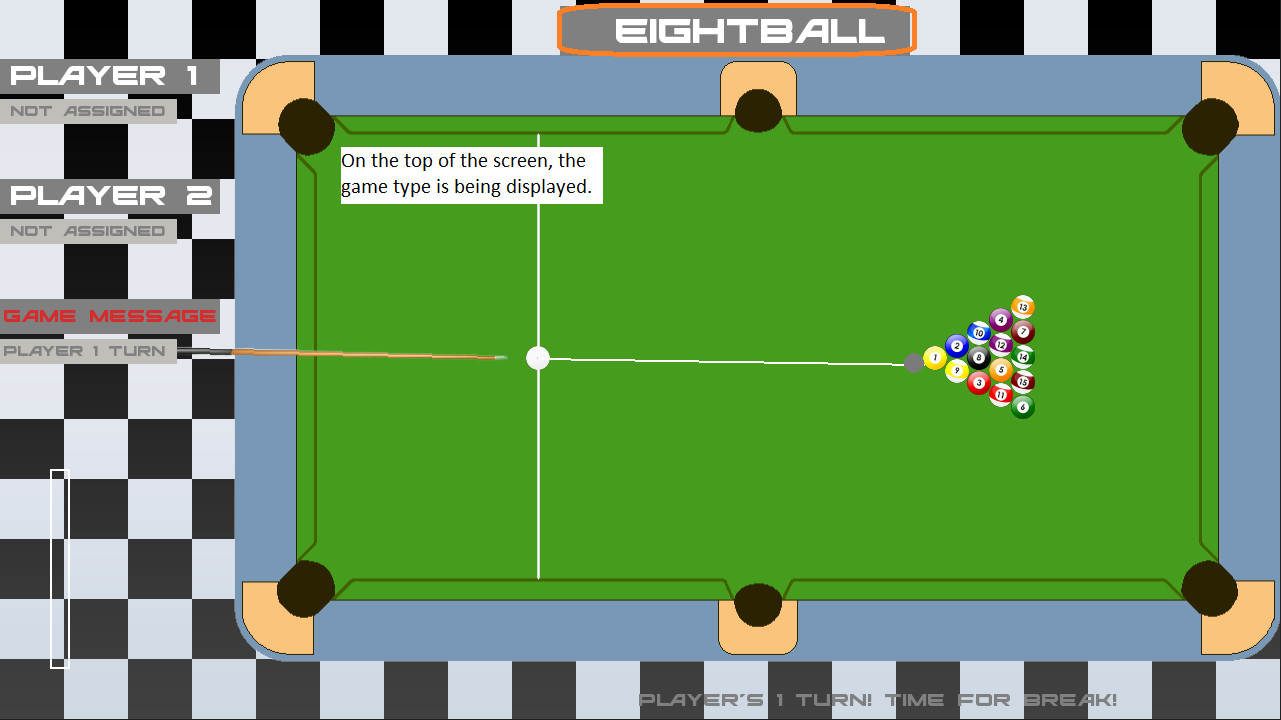 EIGHTBALL
PLAYER 1
NOT ASSIGNED
PLAYER 2
NOT ASSIGNED
GAME MESSAGE
PLAYER 1 TURN
On the top of the screen, the
game type is being displayed.
13
4
10
7
2
12
1
8
14
9
5
3
15
11
6
PLAYER'S 1 TURN! TIME FOR BREAK!